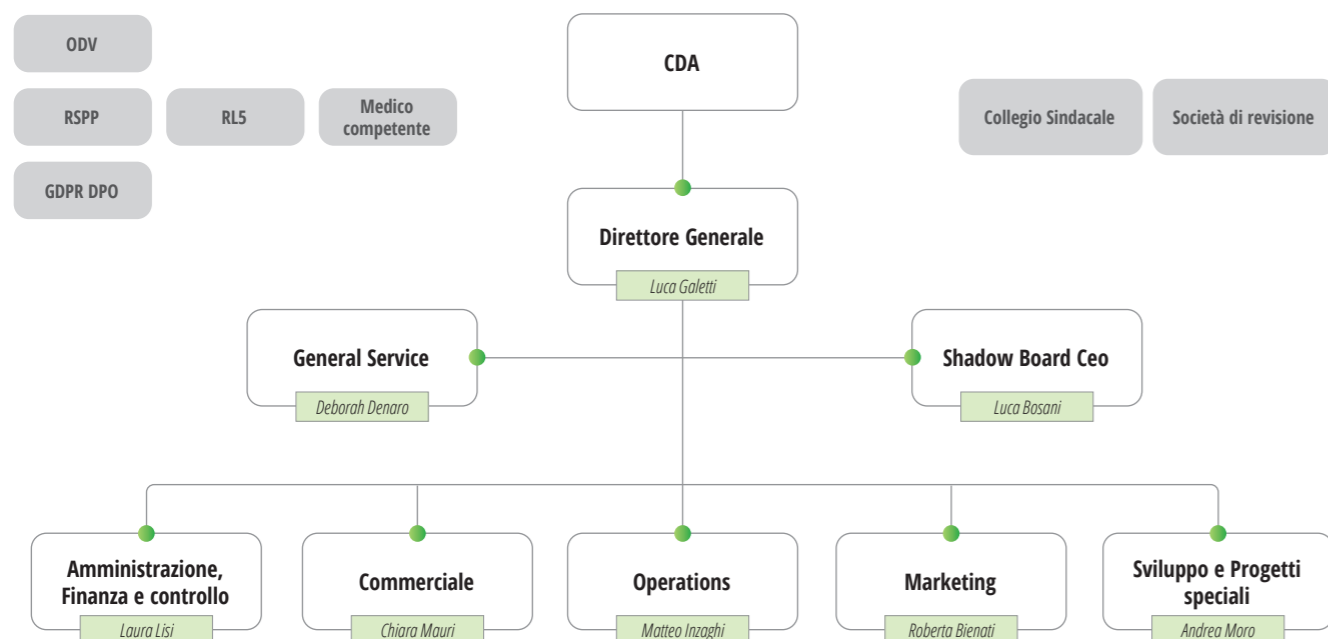 ODV
CDA
RSPP
RL5
Medico
competente
Collegio Sindacale
Società di revisione
GDPR DPO
Direttore Generale
Luca Galetti
General Service
Deborah Denaro
Shadow Board Ceo
Luca Bosani
Amministrazione,
Finanza e controllo
Laura Lisi
Commerciale
Chiara Mauri
Operations
Matteo Inzaghi
Marketing
Roberta Bienati
Sviluppo e Progetti
speciali
Andrea Moro